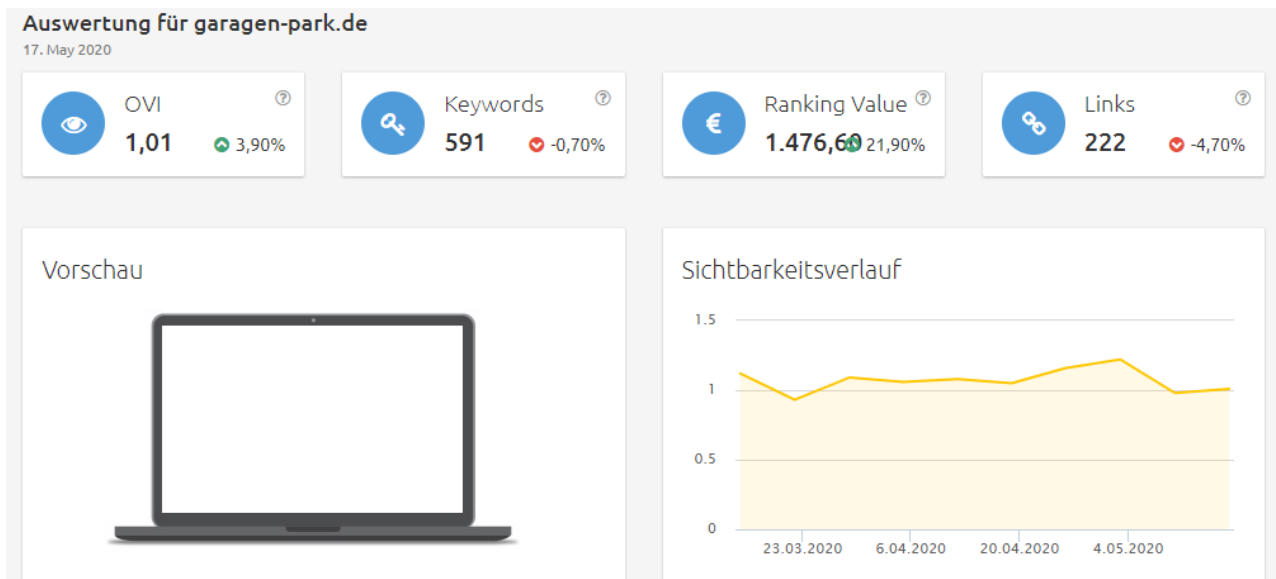 Auswertung für garagen-park.de
17. May 2020
OVI
1,01 3,90%
Keywords
591 -0,70%
Ranking Value
1.476,60 21,90%
Links
222 -4,70%
Vorschau
Sichtbarkeitsverlauf
1.5
1
0.5
0
23.03.2020 6.04.2020 20.04.2020 4.05.2020